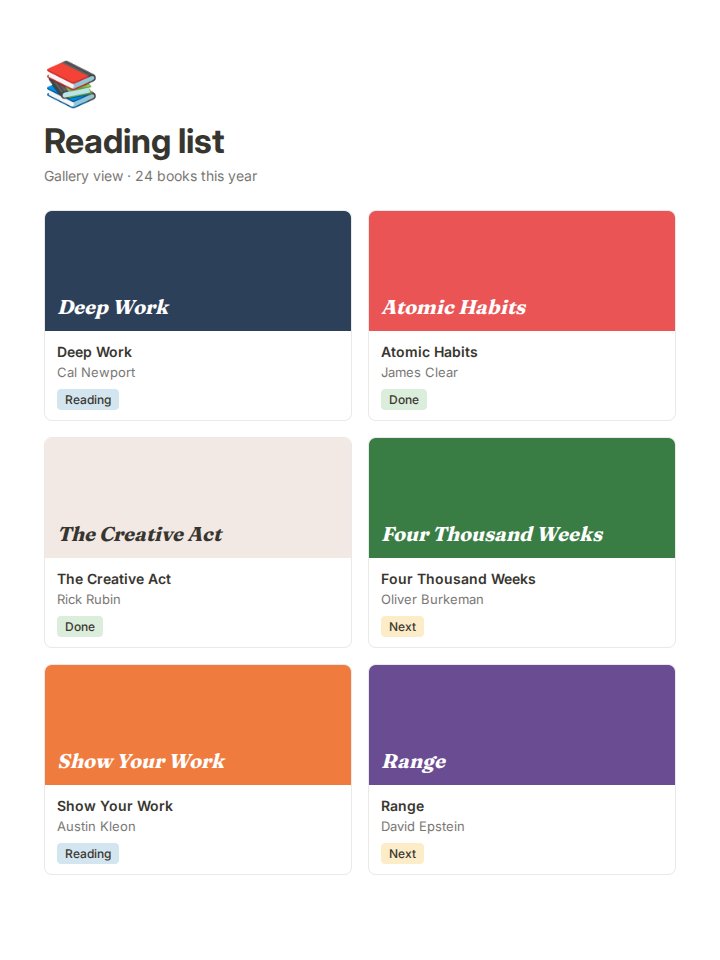 Reading list
Gallery view · 24 books this year
Deep Work
Deep Work
Cal Newport
Reading
Atomic Habits
Atomic Habits
James Clear
Done
The Creative Act
The Creative Act
Rick Rubin
Done
Four Thousand Weeks
Four Thousand Weeks
Oliver Burkeman
Next
Show Your Work
Show Your Work
Austin Kleon
Reading
Range
Range
David Epstein
Next